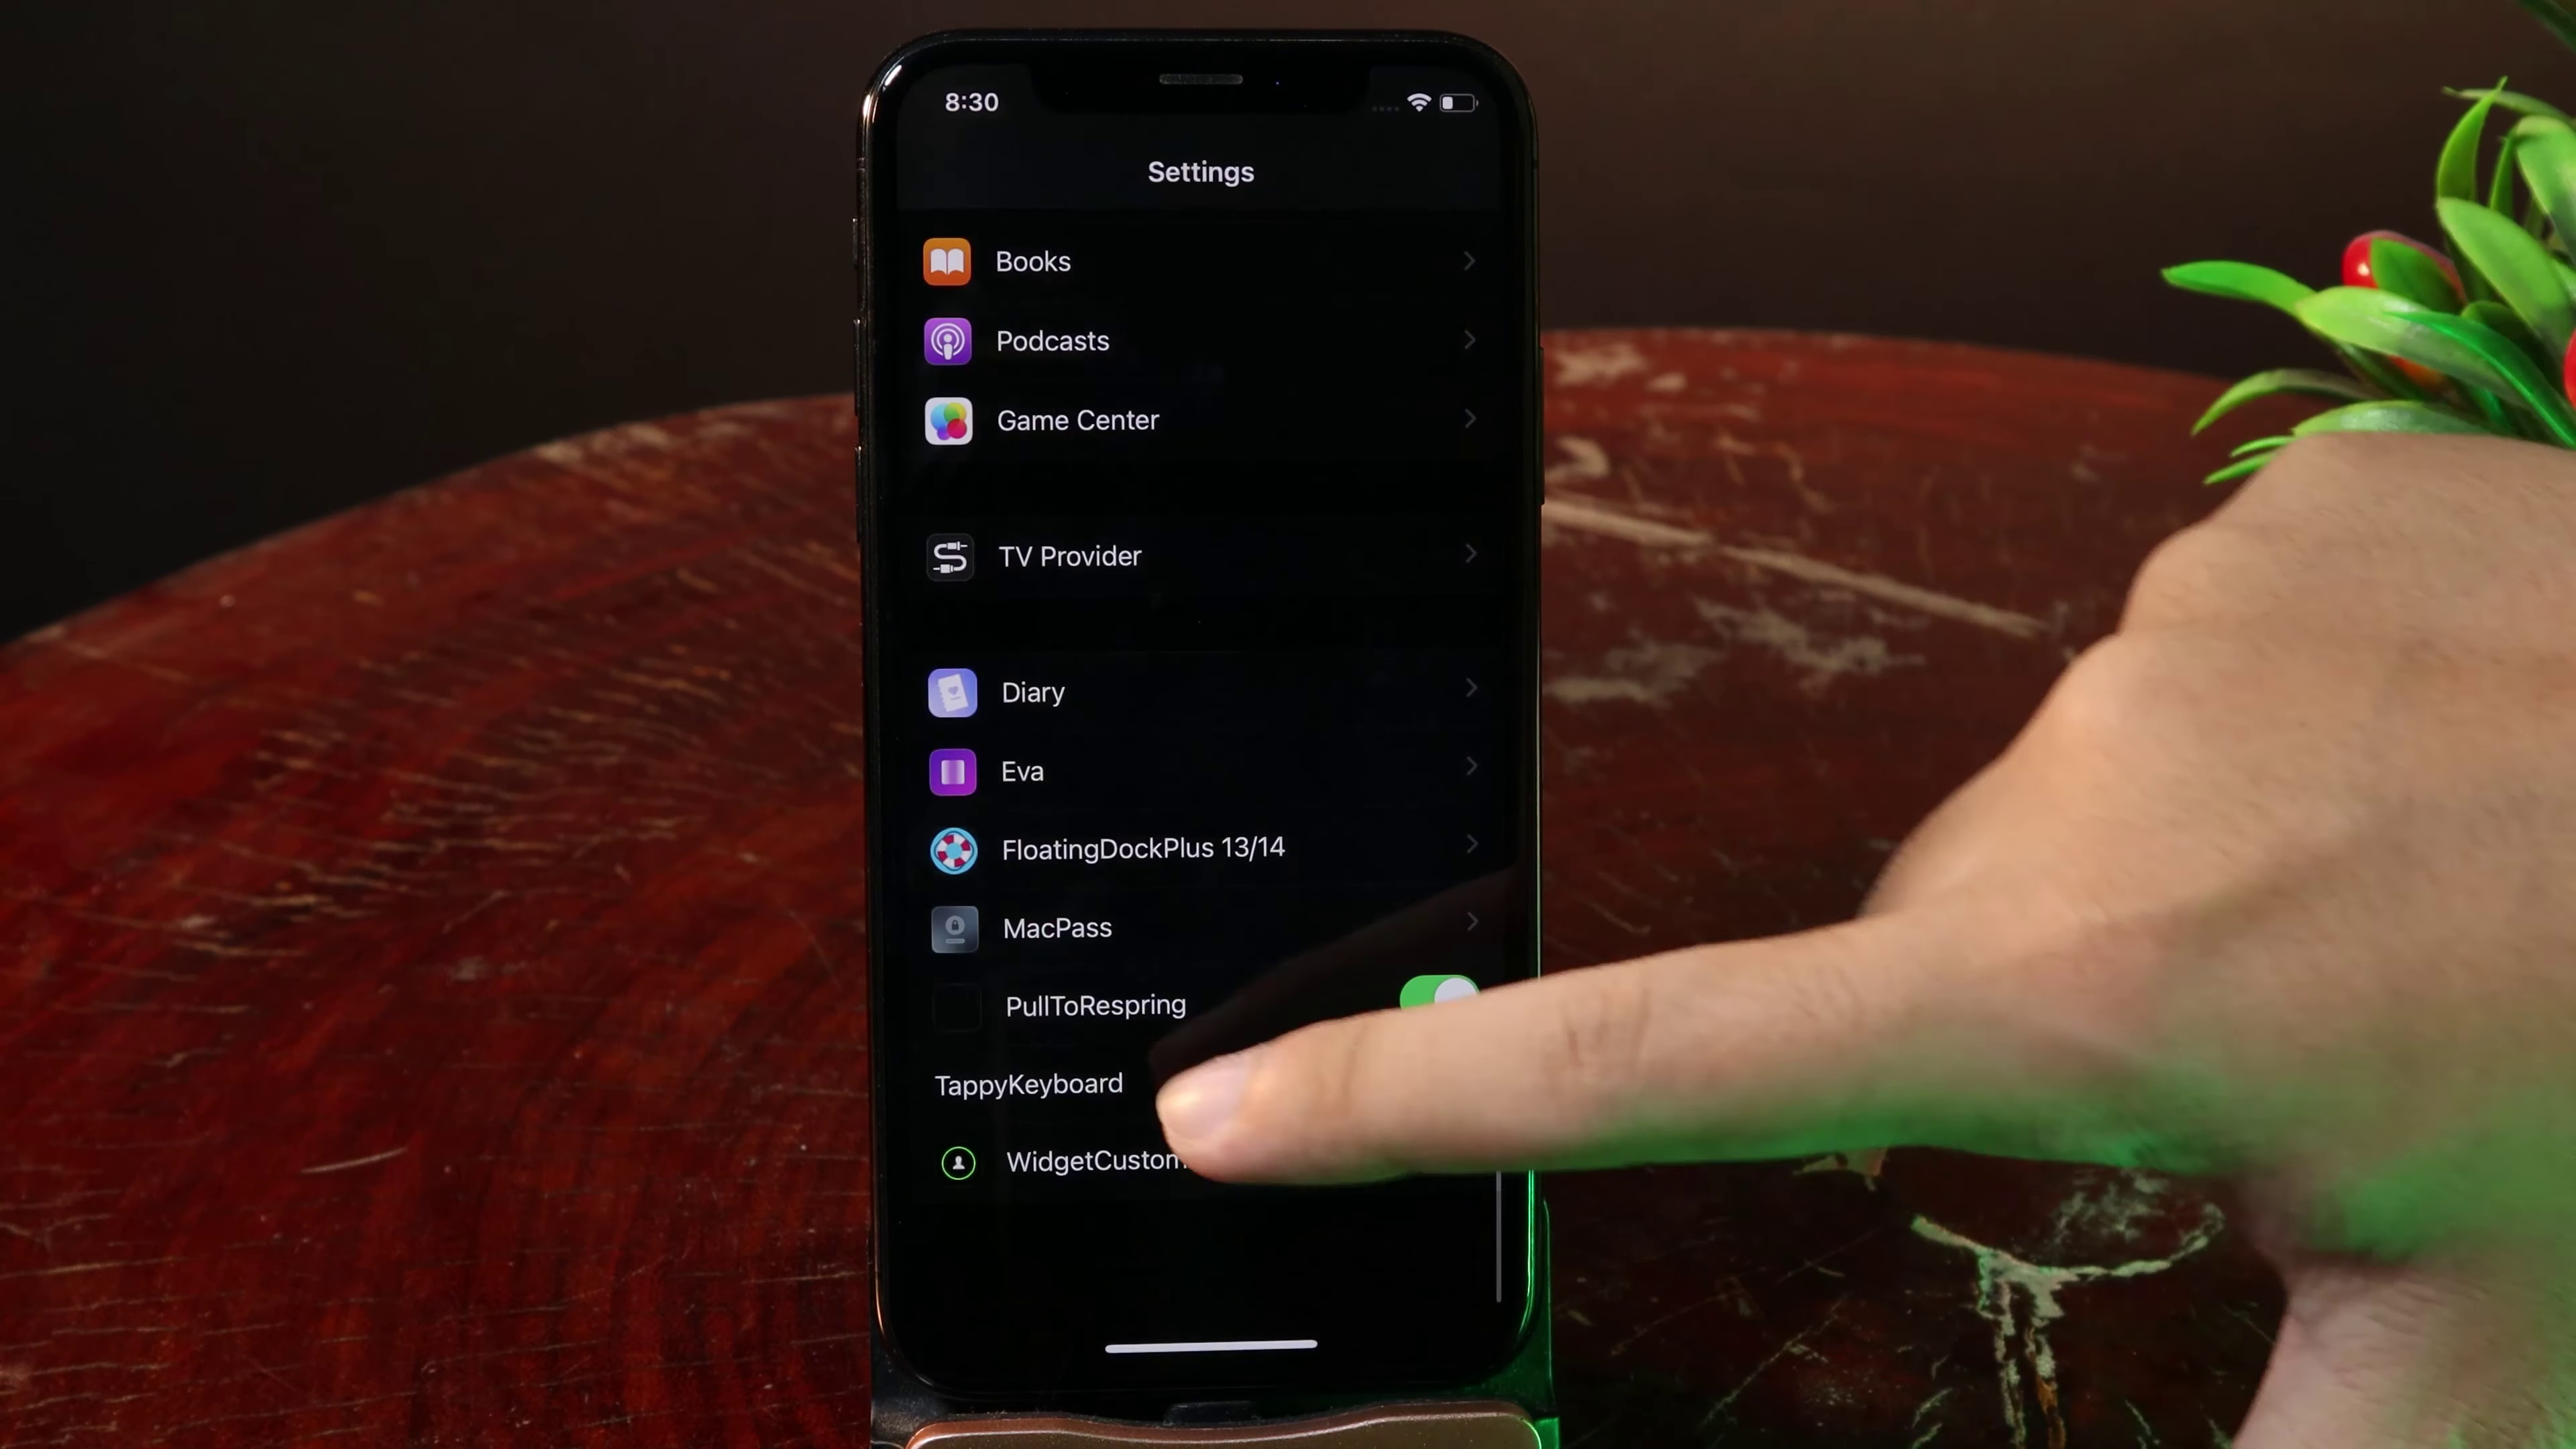 8:30
Settings
Books
Podcasts
Game Center
TV Provider
Diary
Eva
FloatingDockPlus 13/14
MacPass
PullToRespring
TappyKeyboard